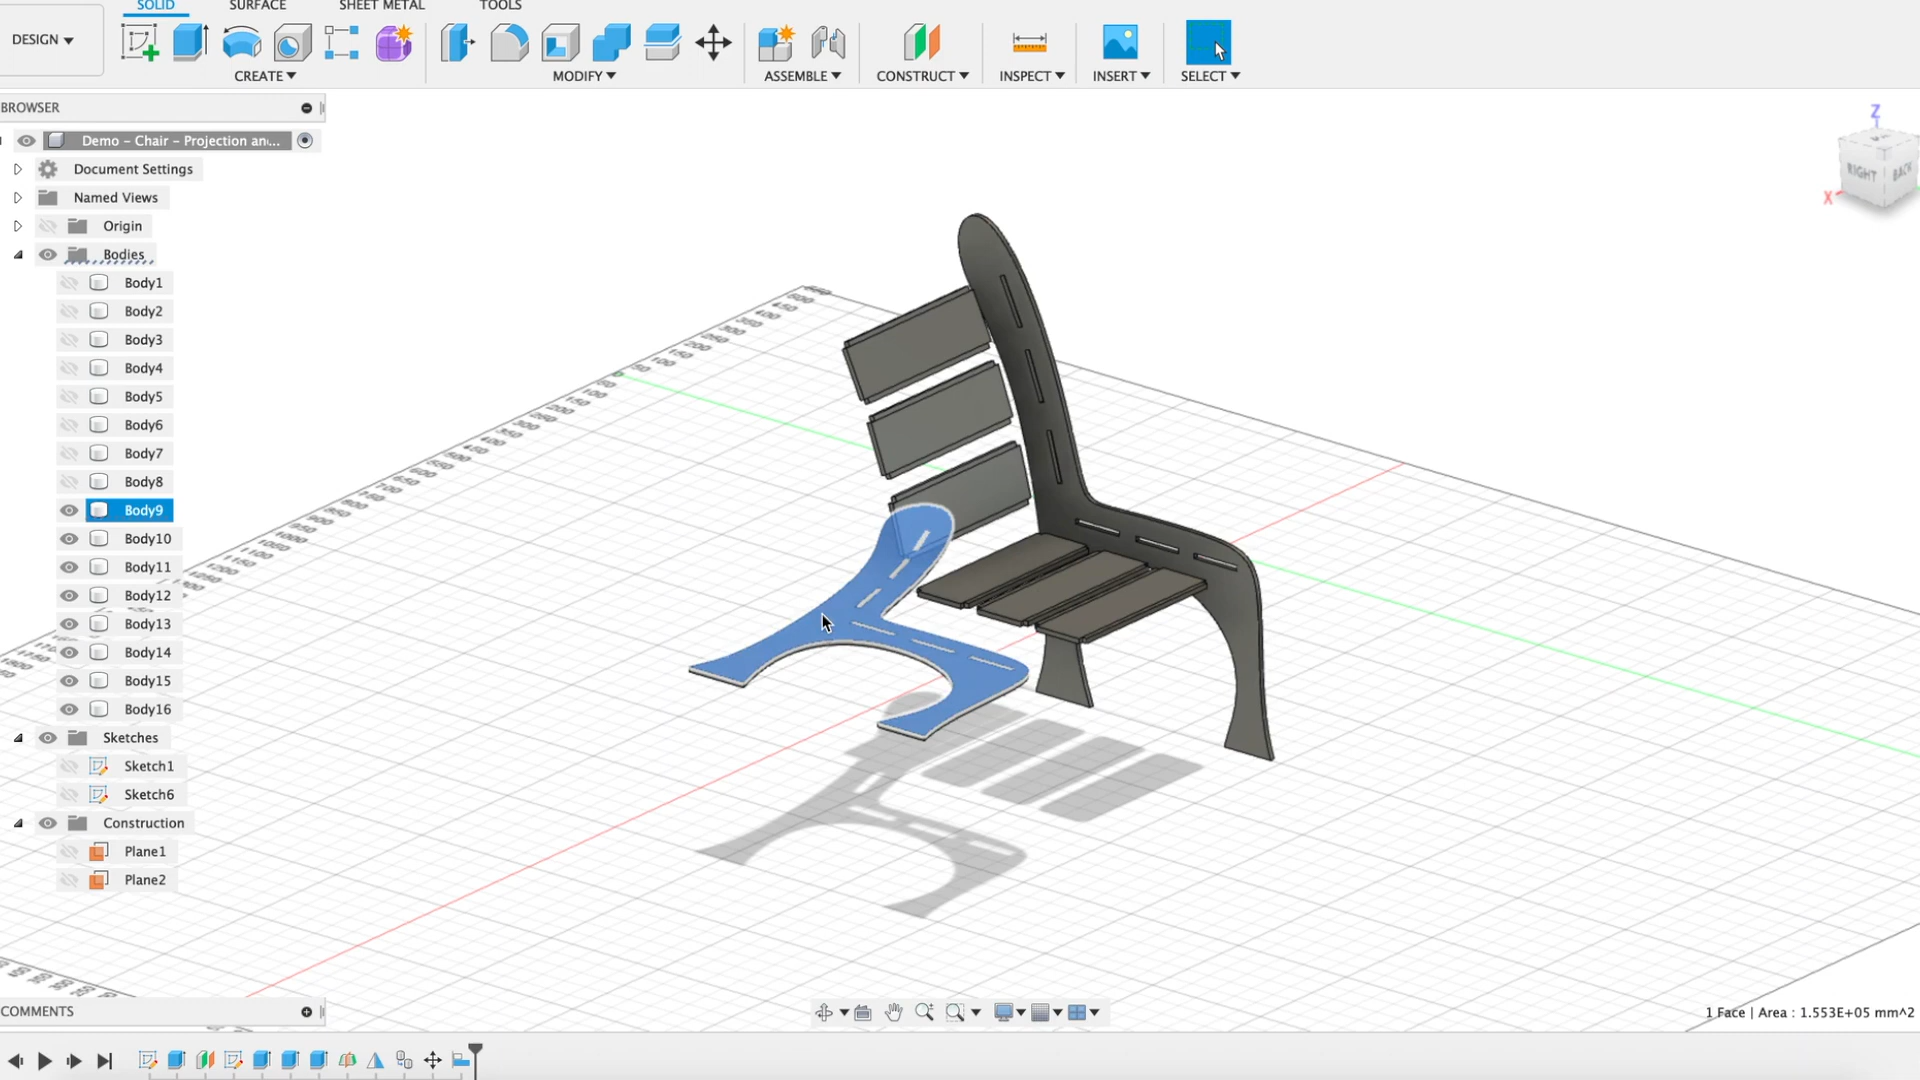 SOLID SURFACE SHEET METAL TOOLS
DESIGN
CREATE MODIFY ASSEMBLE CONSTRUCT INSPECT INSERT SELECT
BROWSER
Demo - Chair - Projection an...
Document Settings
Named Views
Origin
Bodies
Body1
Body2
Body3
Body4
Body5
Body6
Body7
Body8
Body9
Body10
Body11
Body12
Body13
Body14
Body15
Body16
Sketches
Sketch1
Sketch6
Construction
Plane1
Plane2
Z
RIGHT BACK
X
COMMENTS
1 Face | Area : 1.553E+05 mm^2